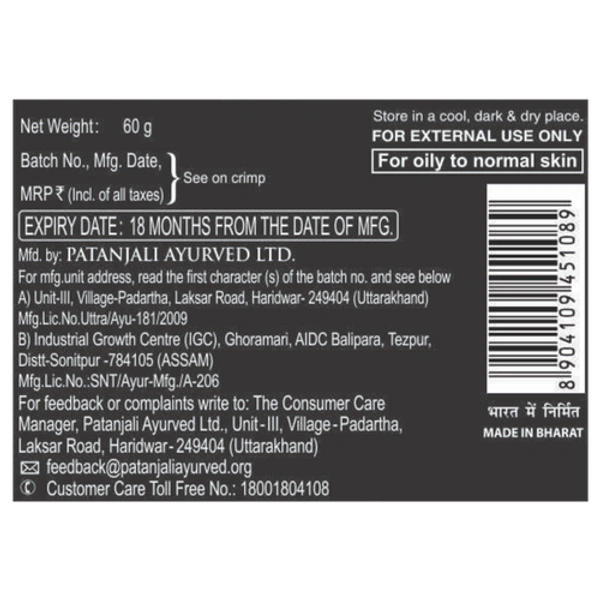 Net Weight: 60 g
Batch No., Mfg. Date,
MRP ₹ (Incl. of all taxes)
See on crimp
EXPIRY DATE: 18 MONTHS FROM THE DATE OF MFG.
Mfd. by: PATANJALI AYURVED LTD.
For mfg.unit address, read the first character (s) of the batch no. and see below
A) Unit-III, Village-Padartha, Laksar Road, Haridwar- 249404 (Uttarakhand)
Mfg.Lic.No.Uttra/Ayu-181/2009
B) Industrial Growth Centre (IGC), Ghoramari, AIDC Balipara, Tezpur,
Distt-Sonitpur -784105 (ASSAM)
Mfg.Lic.No.:SNT/Ayur-Mfg./A-206
For feedback or complaints write to: The Consumer Care
Manager, Patanjali Ayurved Ltd., Unit-III, Village-Padartha,
Laksar Road, Haridwar-249404 (Uttarakhand)
feedback@patanjaliayurved.org
Customer Care Toll Free No.: 18001804108
Store in a cool, dark & dry place.
FOR EXTERNAL USE ONLY
For oily to normal skin
8 904109 451089
भारत में निर्मित
MADE IN BHARAT